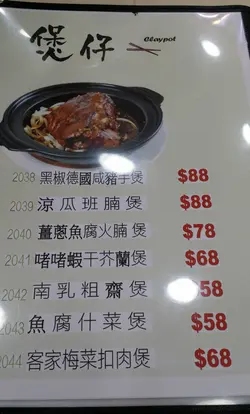 煲仔
Claypot
2038 黑椒德國咸豬手煲 $88
2039 涼瓜班腩煲 $88
2040 薑蔥魚腐火腩煲 $78
2041 啫啫蝦干芥蘭煲 $68
2042 南乳粗齋煲 $58
2043 魚腐什菜煲 $58
2044 客家梅菜扣肉煲 $68